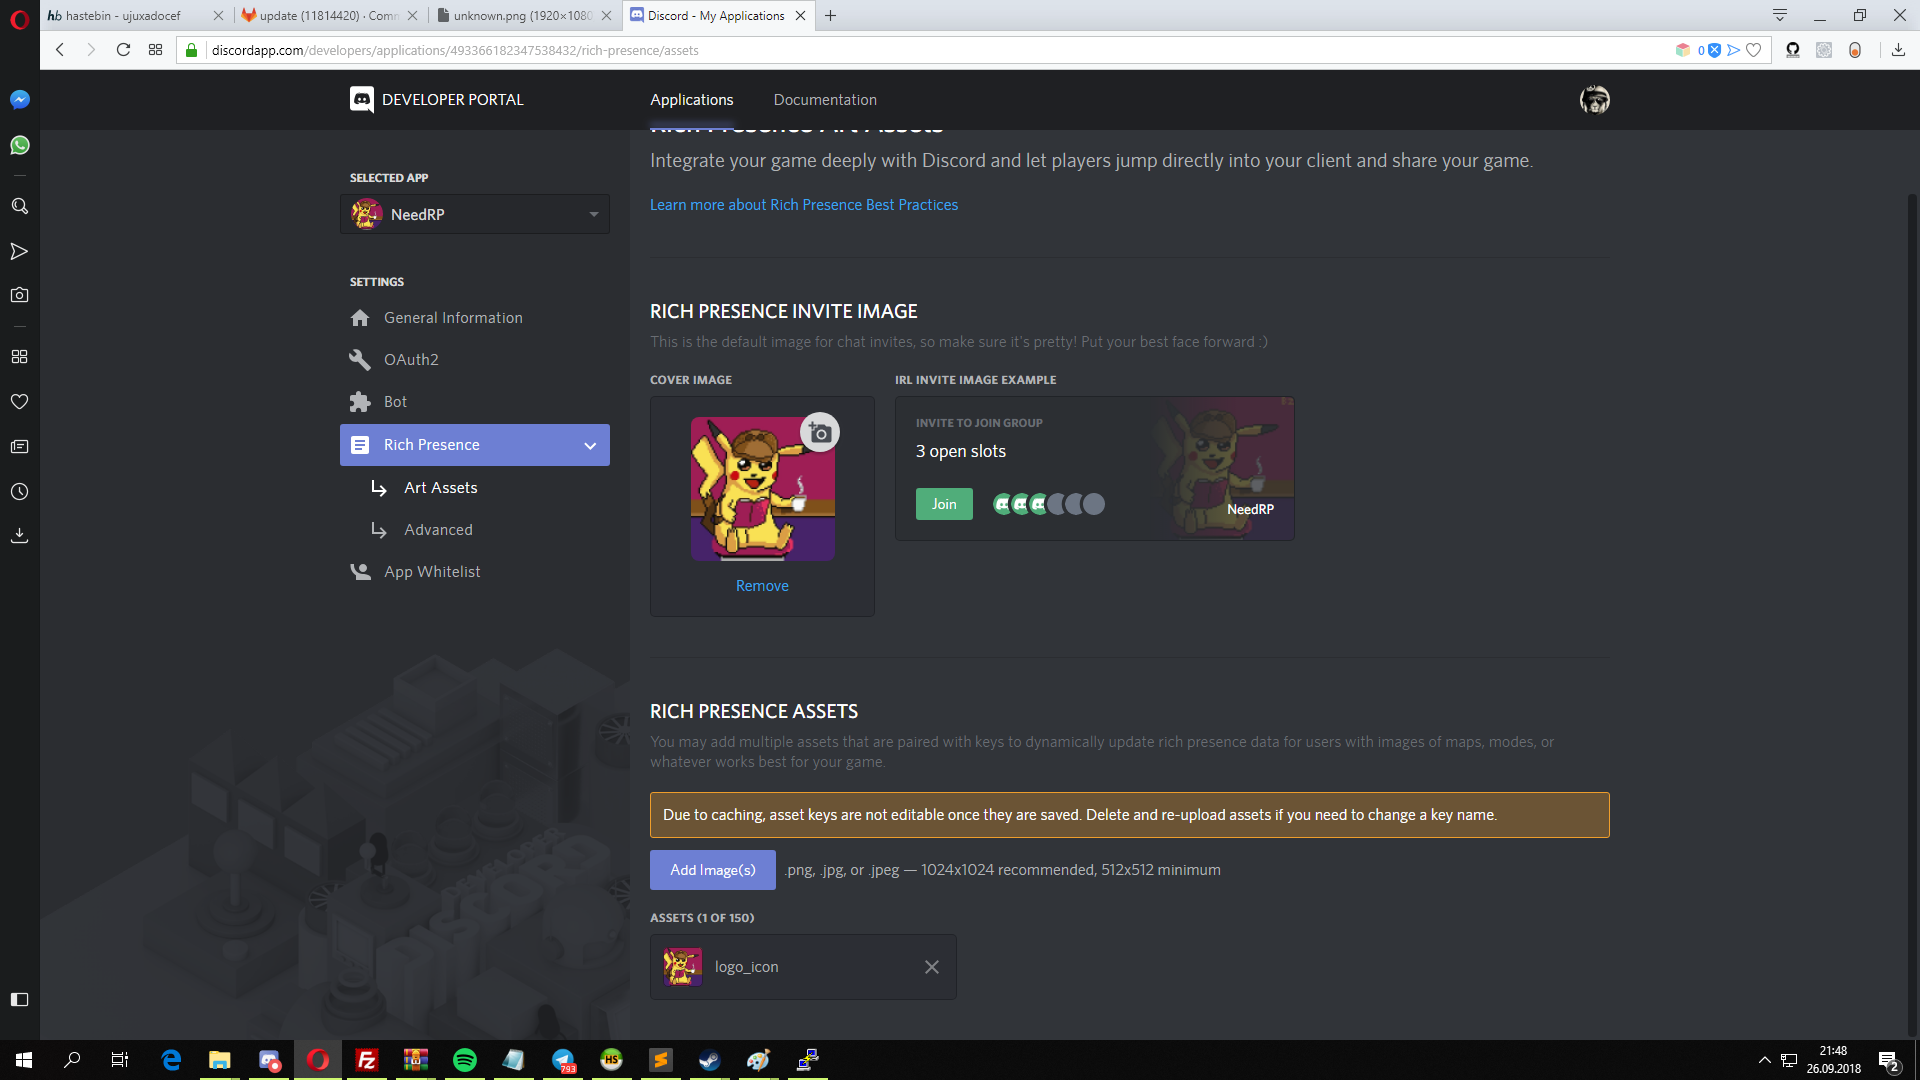 hb hastebin - ujuxadocef
update (11814420) · Comm
unknown.png (1920×1080
Discord - My Applications
discordapp.com/developers/applications/493366182347538432/rich-presence/assets
0
DEVELOPER PORTAL
Applications
Documentation
Rich Presence Art Assets
Integrate your game deeply with Discord and let players jump directly into your client and share your game.
Learn more about Rich Presence Best Practices
SELECTED APP
NeedRP
SETTINGS
General Information
OAuth2
Bot
Rich Presence
Art Assets
Advanced
App Whitelist
RICH PRESENCE INVITE IMAGE
This is the default image for chat invites, so make sure it's pretty! Put your best face forward :)
COVER IMAGE
Remove
IRL INVITE IMAGE EXAMPLE
INVITE TO JOIN GROUP
3 open slots
Join
NeedRP
RICH PRESENCE ASSETS
You may add multiple assets that are paired with keys to dynamically update rich presence data for users with images of maps, modes, or
whatever works best for your game.
Due to caching, asset keys are not editable once they are saved. Delete and re-upload assets if you need to change a key name.
Add Image(s)
.png, .jpg, or .jpeg — 1024x1024 recommended, 512x512 minimum
ASSETS (1 OF 150)
logo_icon
FZ
793
HS
21:48
26.09.2018
2